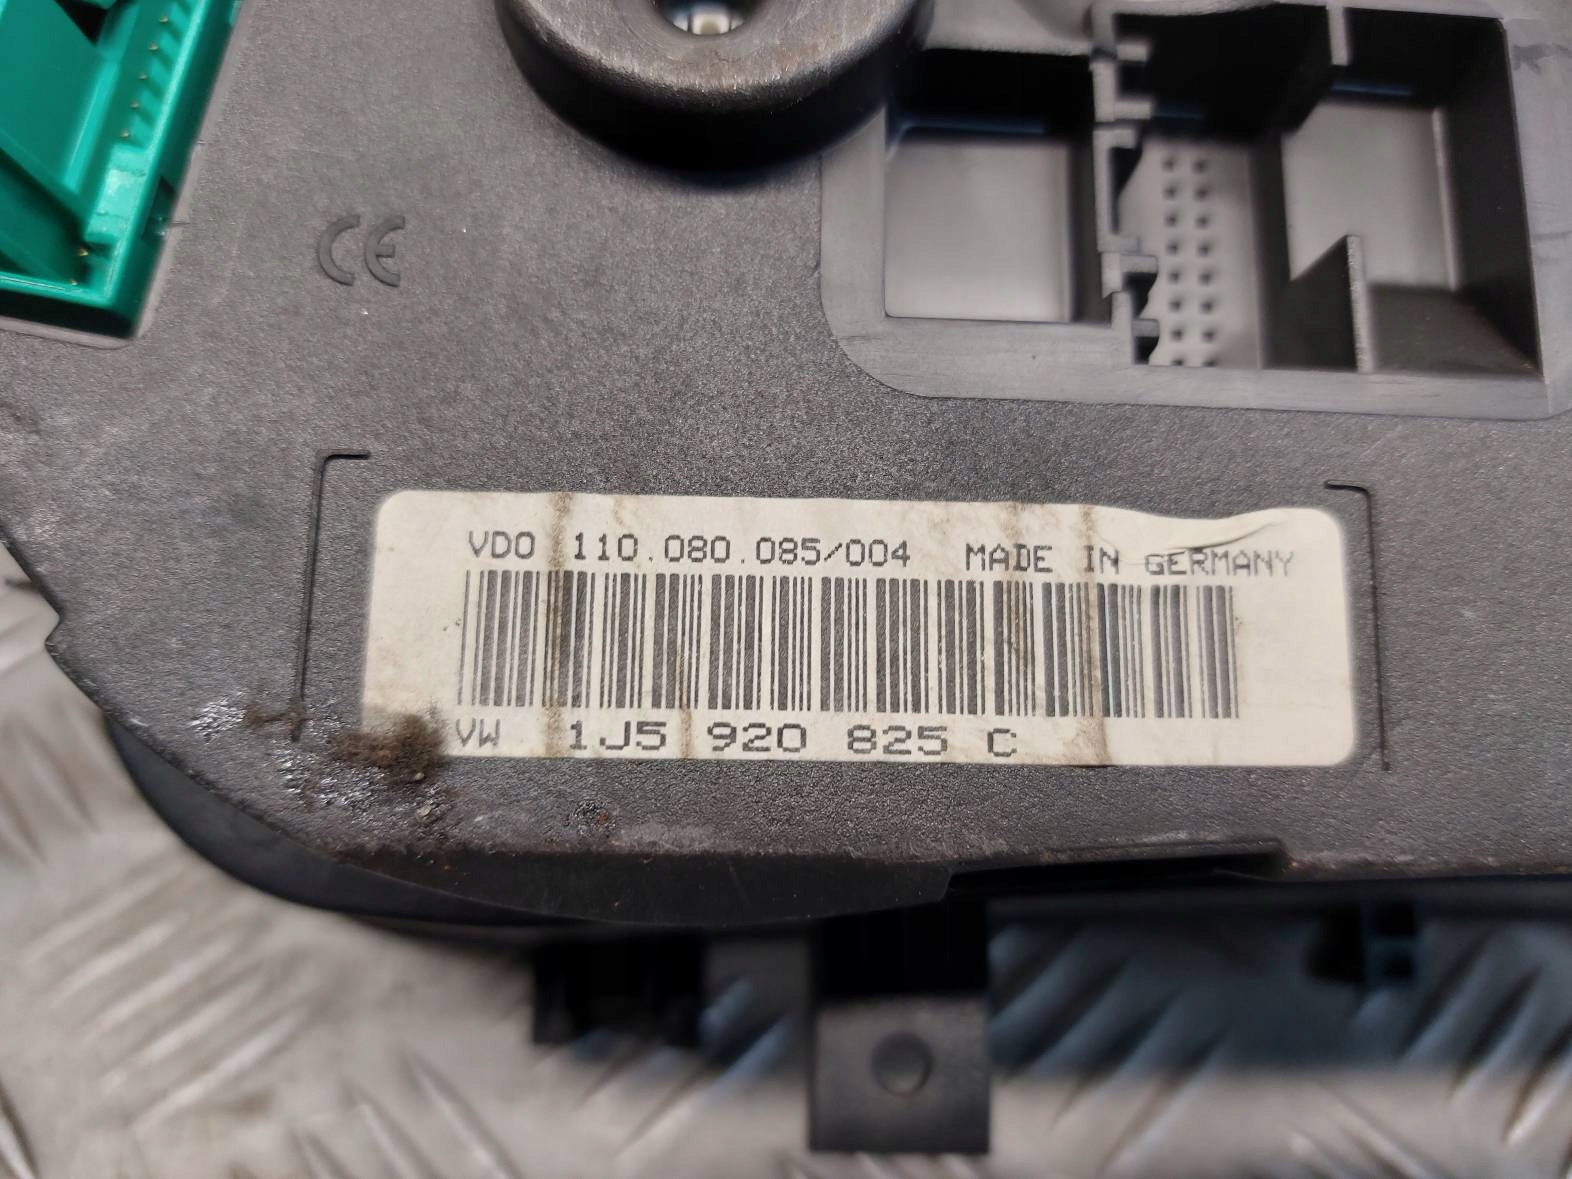 CE
VDO 110.080.085/004 MADE IN GERMANY
VW 1J5 920 825 C